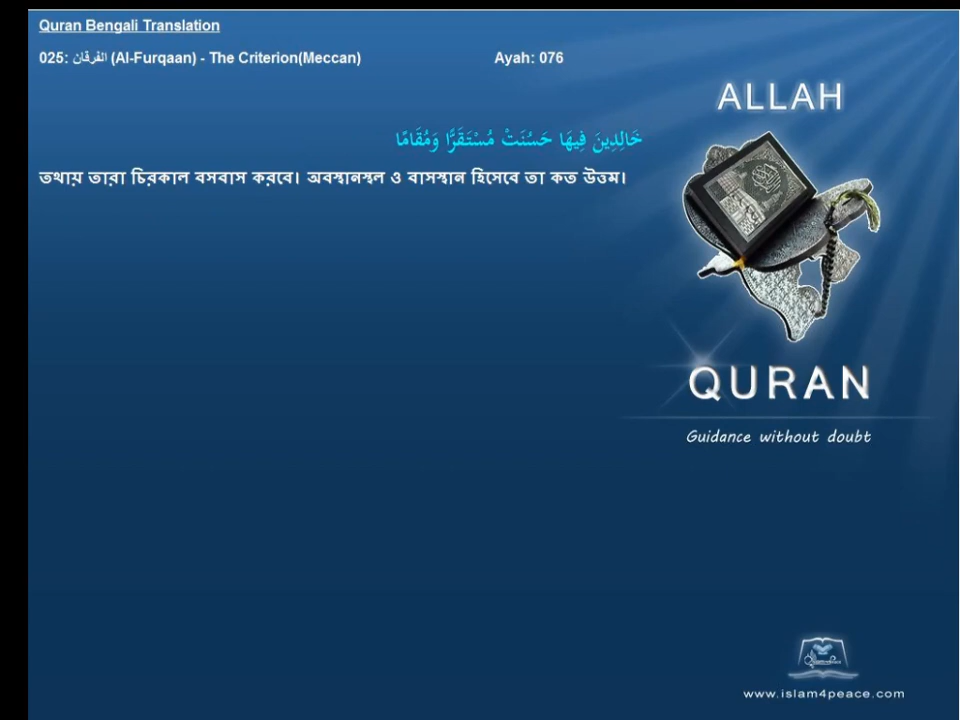 Quran Bengali Translation
025: الفرقان (Al-Furqaan) - The Criterion(Meccan) Ayah: 076
خَالِدِينَ فِيهَا حَسُنَتْ مُسْتَقَرًّا وَمُقَامًا
তথায় তারা চিরকাল বসবাস করবে। অবস্থানস্থল ও বাসস্থান হিসেবে তা কত উত্তম।
ALLAH
QURAN
Guidance without doubt
www.islam4peace.com